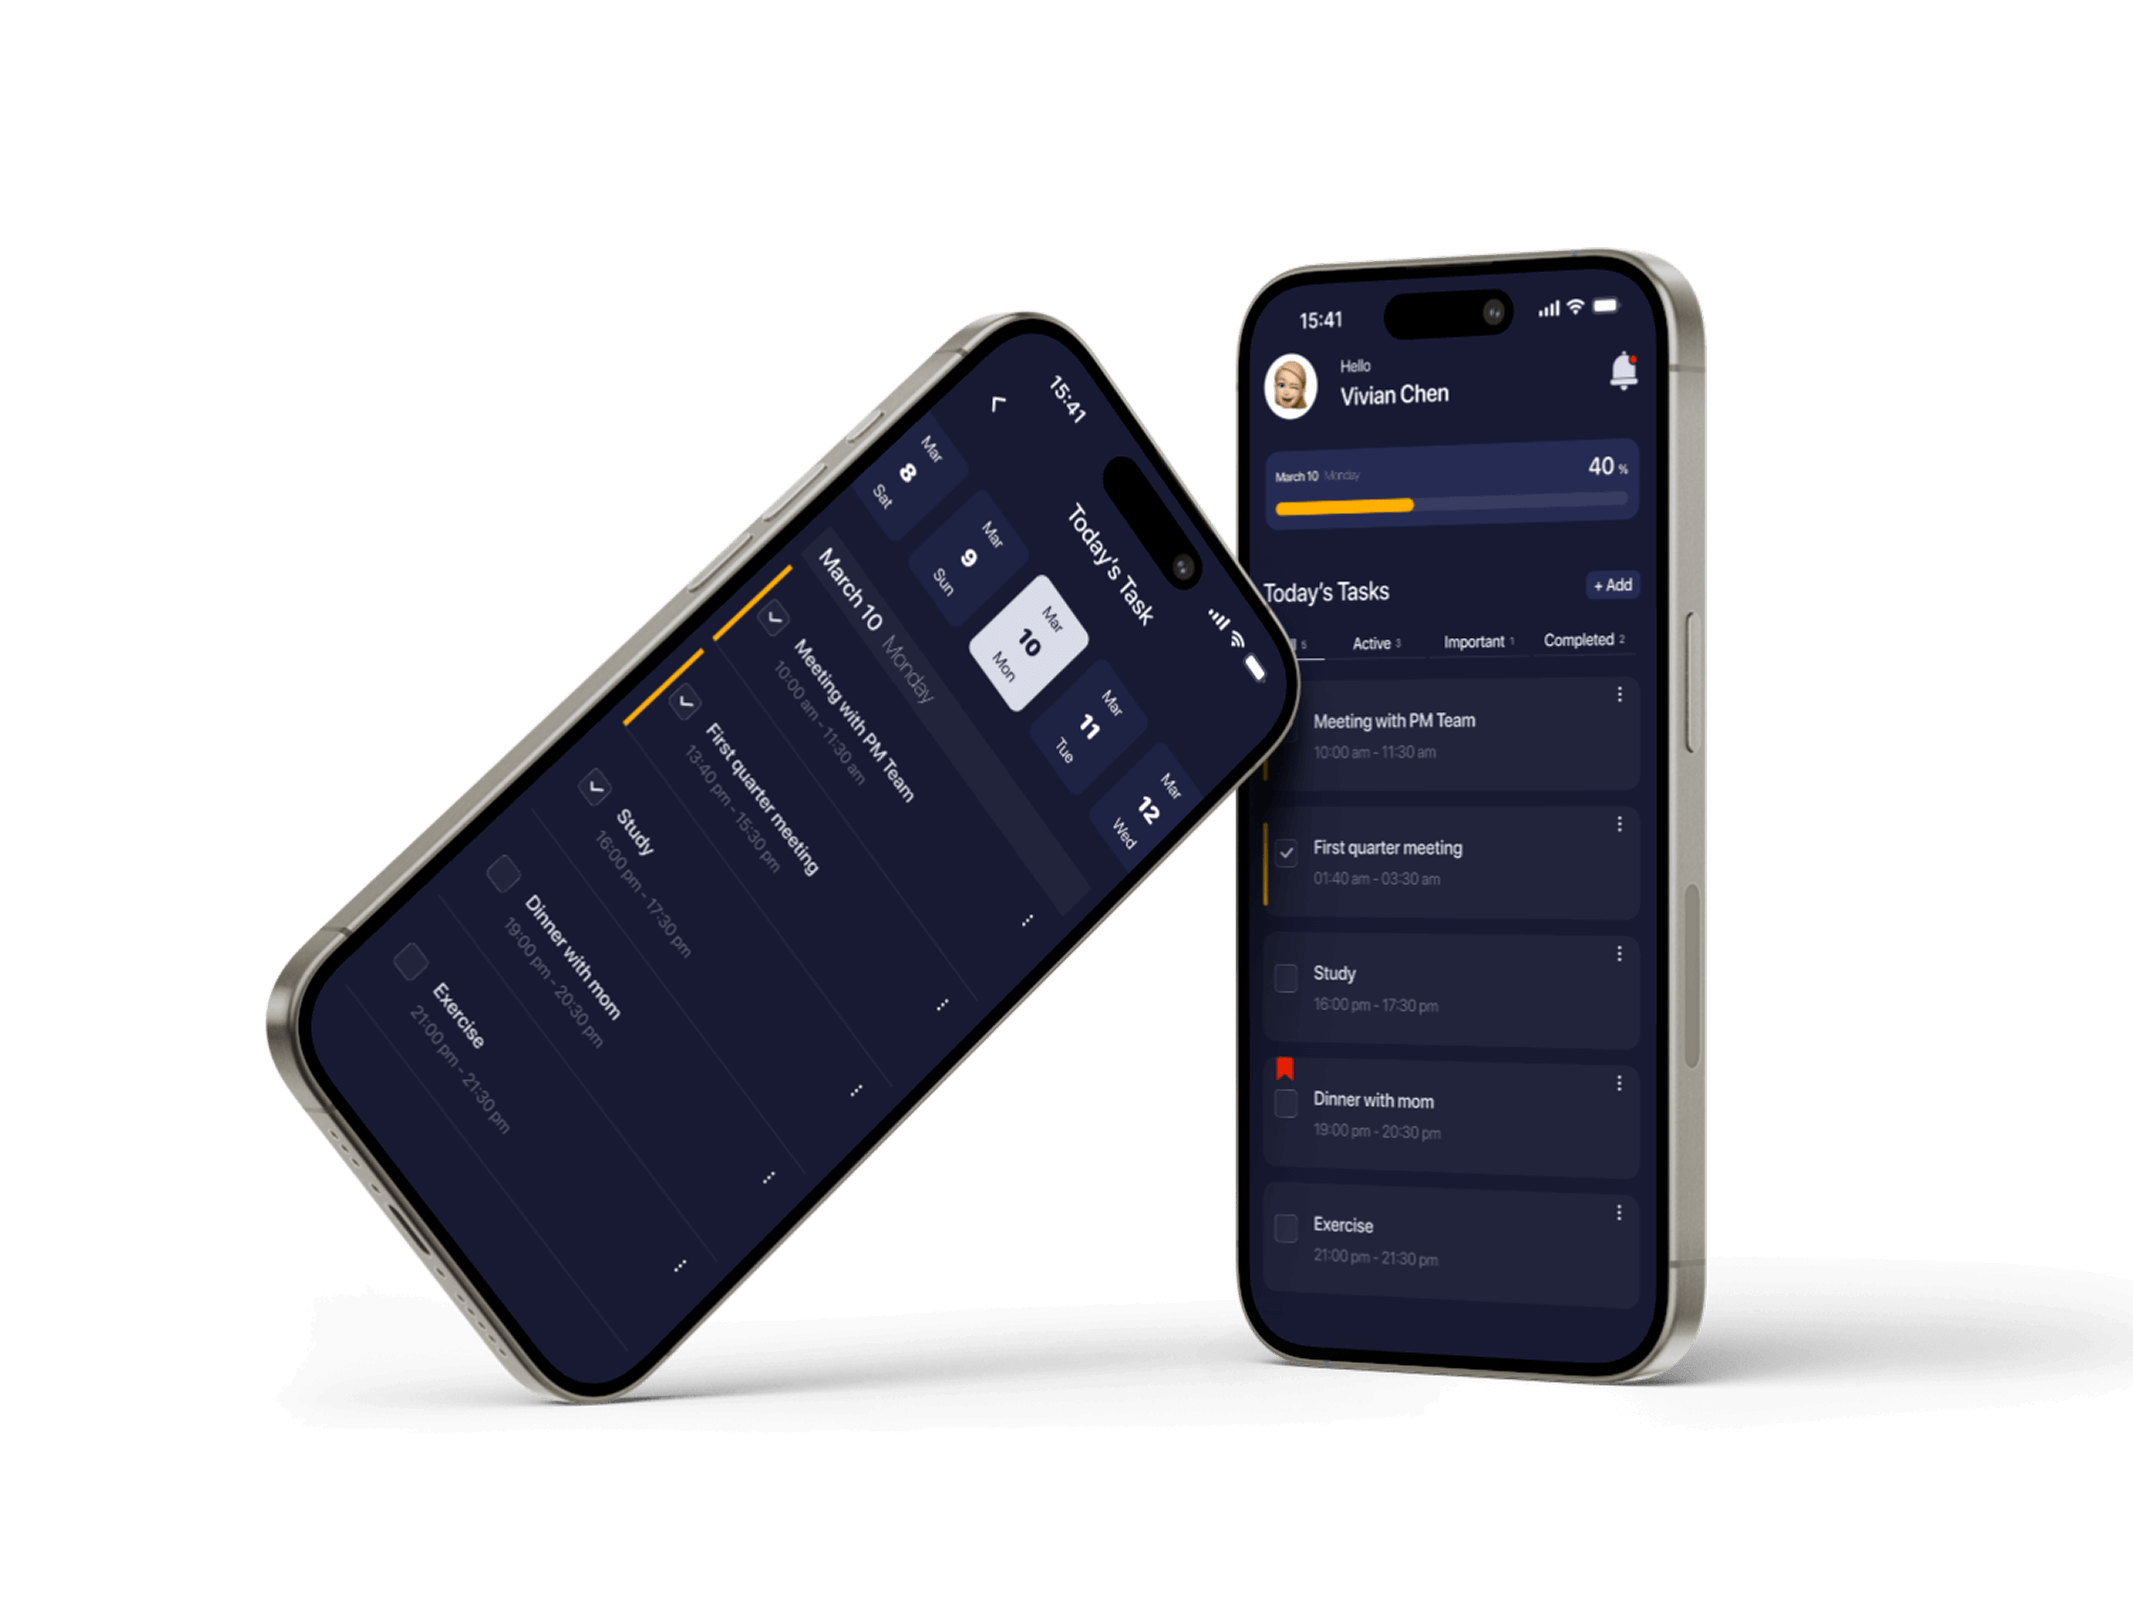 15:41
Today's Task
Mar
8
Sat
Mar
9
Sun
Mar
10
Mon
Mar
11
Tue
Mar
12
Wed
March 10 Monday
Meeting with PM Team
10:00 am - 11:30 am
First quarter meeting
13:40 pm - 15:30 pm
Study
16:00 pm - 17:30 pm
Dinner with mom
19:00 pm - 20:30 pm
Exercise
21:00 pm - 21:30 pm
15:41
Hello
Vivian Chen
March 10 Monday
40 %
Today's Tasks
+ Add
5 Active 3 Important 1 Completed 2
Meeting with PM Team
10:00 am - 11:30 am
First quarter meeting
01:40 am - 03:30 am
Study
16:00 pm - 17:30 pm
Dinner with mom
19:00 pm - 20:30 pm
Exercise
21:00 pm - 21:30 pm